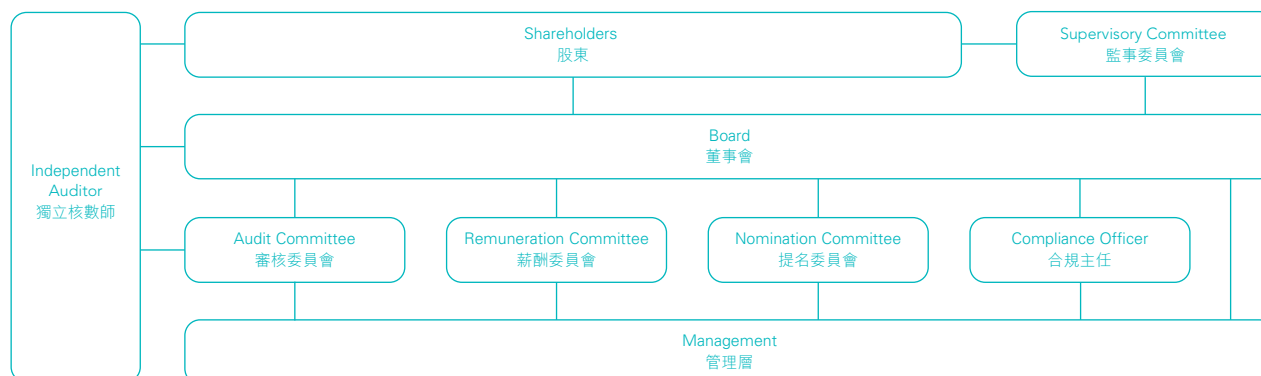 Shareholders
股東
Supervisory Committee
監事委員會
Board
董事會
Independent
Auditor
獨立核數師
Audit Committee
審核委員會
Remuneration Committee
薪酬委員會
Nomination Committee
提名委員會
Compliance Officer
合規主任
Management
管理層